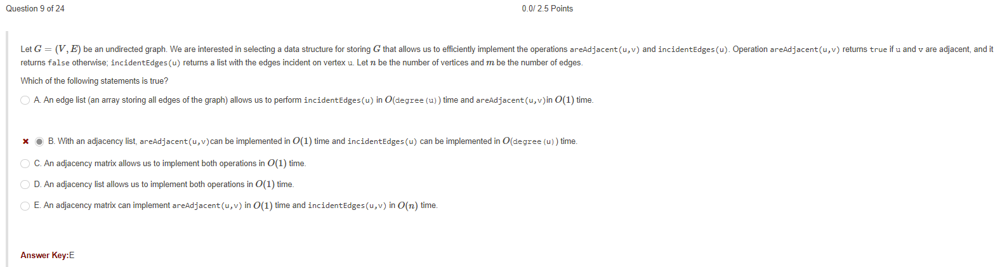 Question 9 of 24
0.0/ 2.5 Points
Let G = (V, E) be an undirected graph. We are interested in selecting a data structure for storing G that allows us to efficiently implement the operations areAdjacent(u,v) and incidentEdges(u). Operation areAdjacent(u,v) returns true if u and v are adjacent, and it
returns false otherwise; incidentEdges(u) returns a list with the edges incident on vertex u. Let n be the number of vertices and m be the number of edges.
Which of the following statements is true?
A. An edge list (an array storing all edges of the graph) allows us to perform incidentEdges(u) in O(degree(u)) time and areAdjacent(u,v)in O(1) time.
B. With an adjacency list, areAdjacent(u,v)can be implemented in O(1) time and incidentEdges(u) can be implemented in O(degree(u)) time.
C. An adjacency matrix allows us to implement both operations in O(1) time.
D. An adjacency list allows us to implement both operations in O(1) time.
E. An adjacency matrix can implement areAdjacent(u,v) in O(1) time and incidentEdges(u,v) in O(n) time.
Answer Key:E